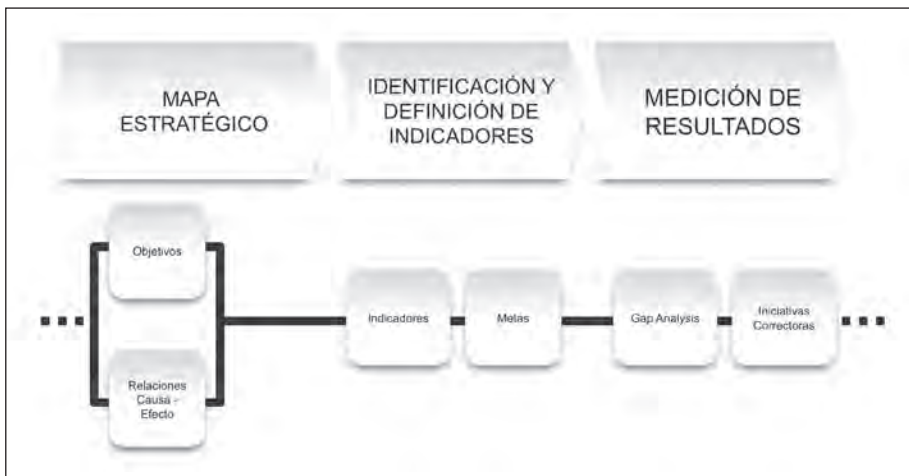 MAPA
ESTRATÉGICO
IDENTIFICACIÓN Y
DEFINICIÓN DE
INDICADORES
MEDICIÓN DE
RESULTADOS
Objetivos
Relaciones
Causa -
Efecto
Indicadores
Metas
Gap Analysis
Iniciativas
Correctoras